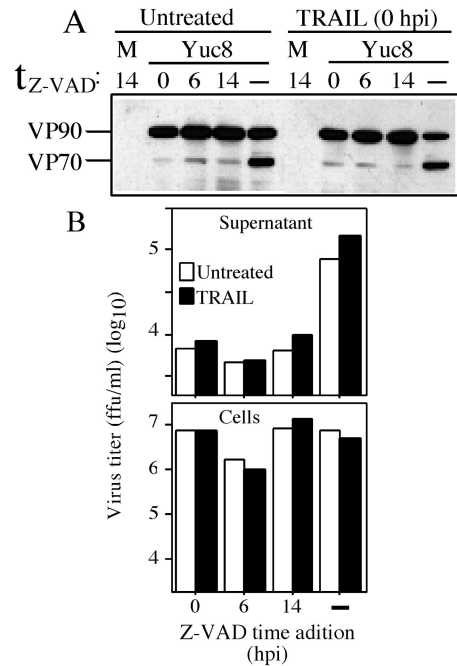 A
Untreated TRAIL (0 hpi)
M Yuc8 M Yuc8
tZ-VAD: 14 0 6 14 – 14 0 6 14 –
VP90
VP70
B
Supernatant
Untreated
TRAIL
5
4
Cells
7
6
5
4
Virus titer (ffu/ml) (log10)
0 6 14 –
Z-VAD time adition
(hpi)